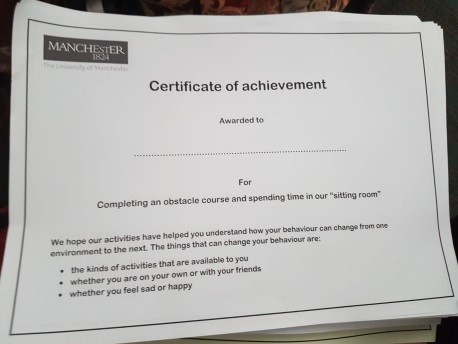 MANCHESTER
1824
The University of Manchester
Certificate of achievement
Awarded to
For
Completing an obstacle course and spending time in our "sitting room"
We hope our activities have helped you understand how your behaviour can change from one
environment to the next. The things that can change your behaviour are:
• the kinds of activities that are available to you
• whether you are on your own or with your friends
• whether you feel sad or happy